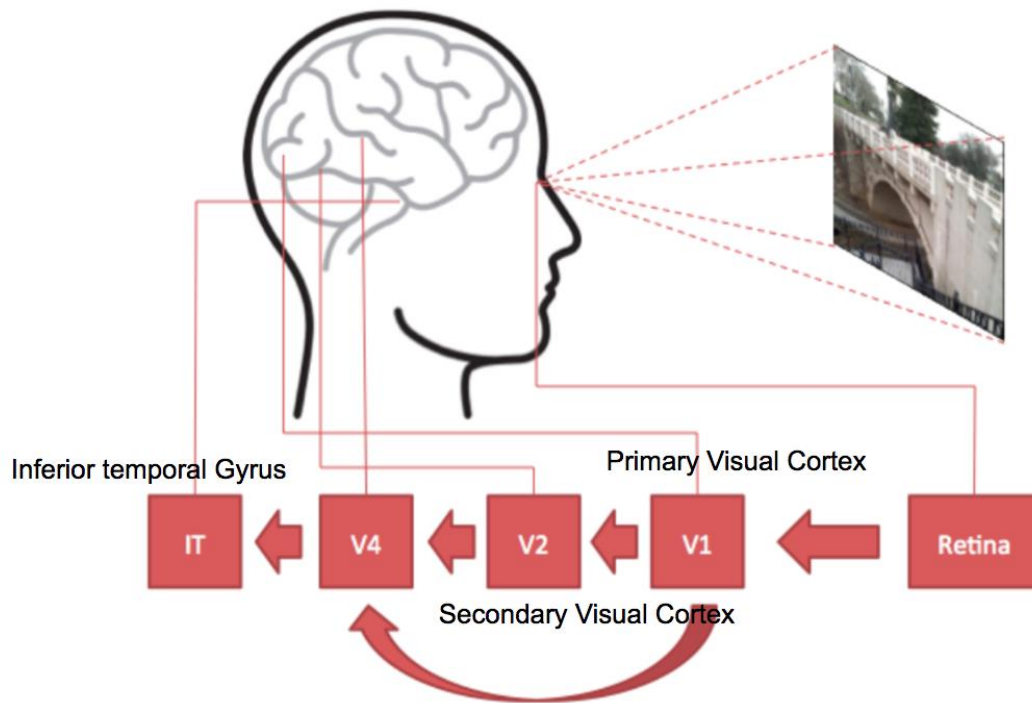 Inferior temporal Gyrus
Primary Visual Cortex
IT
V4
V2
V1
Retina
Secondary Visual Cortex